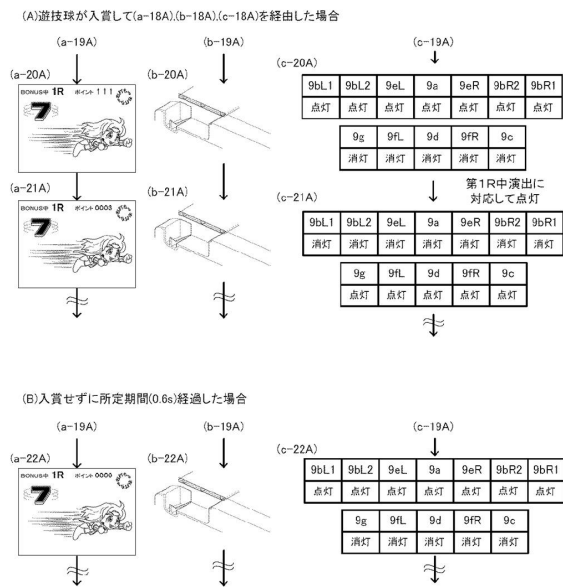 (A)遊技球が入賞して(a-18A).(b-18A).(c-18A)を経由した場合
(a-19A) (b-19A) (c-19A)
(a-20A) (b-20A) (c-20A)
BONUS中 1R ポイント 111
7
9bL1 9bL2 9eL 9a 9eR 9bR2 9bR1
点灯 点灯 点灯 点灯 点灯 点灯 点灯
9g 9fL 9d 9fR 9c
消灯 消灯 消灯 消灯 消灯
第1R中演出に
対応して点灯
(a-21A) (b-21A) (c-21A)
BONUS中 1R ポイント 0003
7
9bL1 9bL2 9eL 9a 9eR 9bR2 9bR1
消灯 消灯 消灯 消灯 消灯 消灯 消灯
9g 9fL 9d 9fR 9c
点灯 点灯 点灯 点灯 点灯
(B)入賞せずに所定期間(0.6s)経過した場合
(a-19A) (b-19A) (c-19A)
(a-22A) (b-22A) (c-22A)
BONUS中 1R ポイント 0000
7
9bL1 9bL2 9eL 9a 9eR 9bR2 9bR1
点灯 点灯 点灯 点灯 点灯 点灯 点灯
9g 9fL 9d 9fR 9c
消灯 消灯 消灯 消灯 消灯